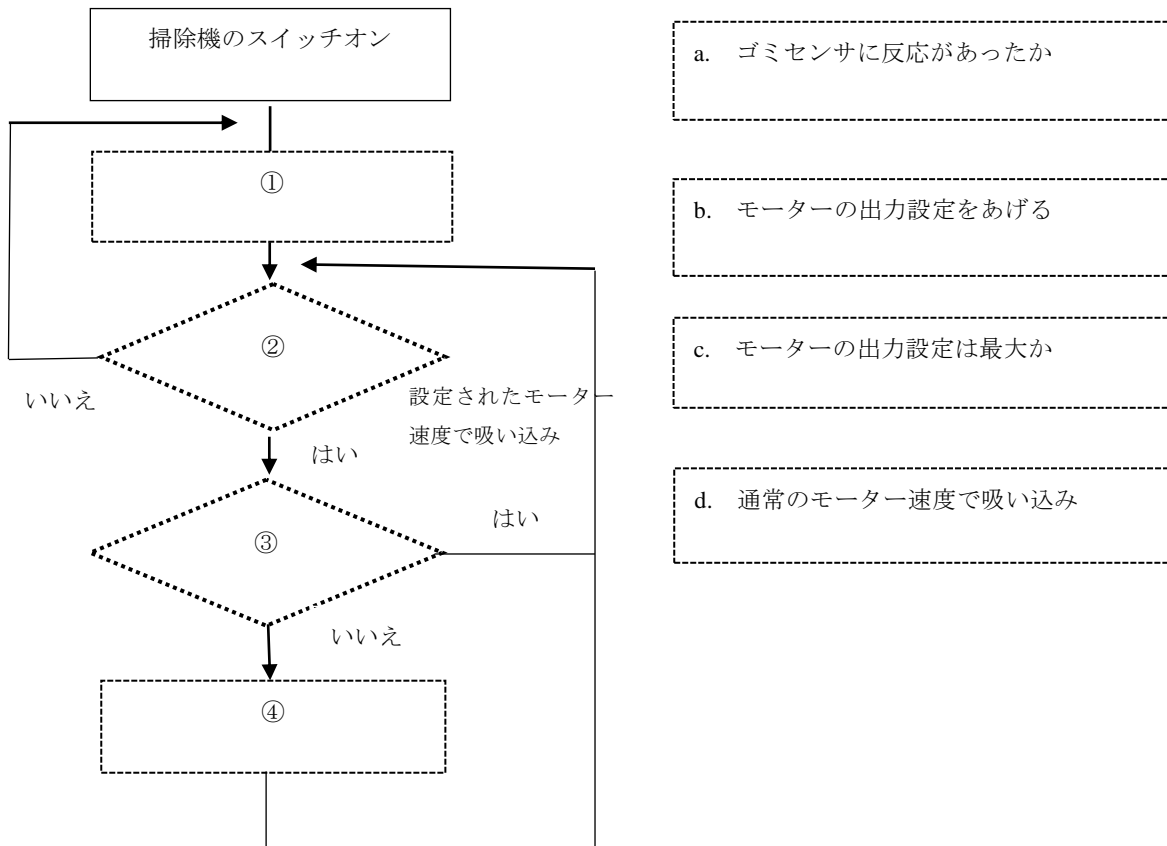 掃除機のスイッチオン
①
②
いいえ
設定されたモーター
速度で吸い込み
はい
③
はい
いいえ
④
a. ゴミセンサに反応があったか
b. モーターの出力設定をあげる
c. モーターの出力設定は最大か
d. 通常のモーター速度で吸い込み